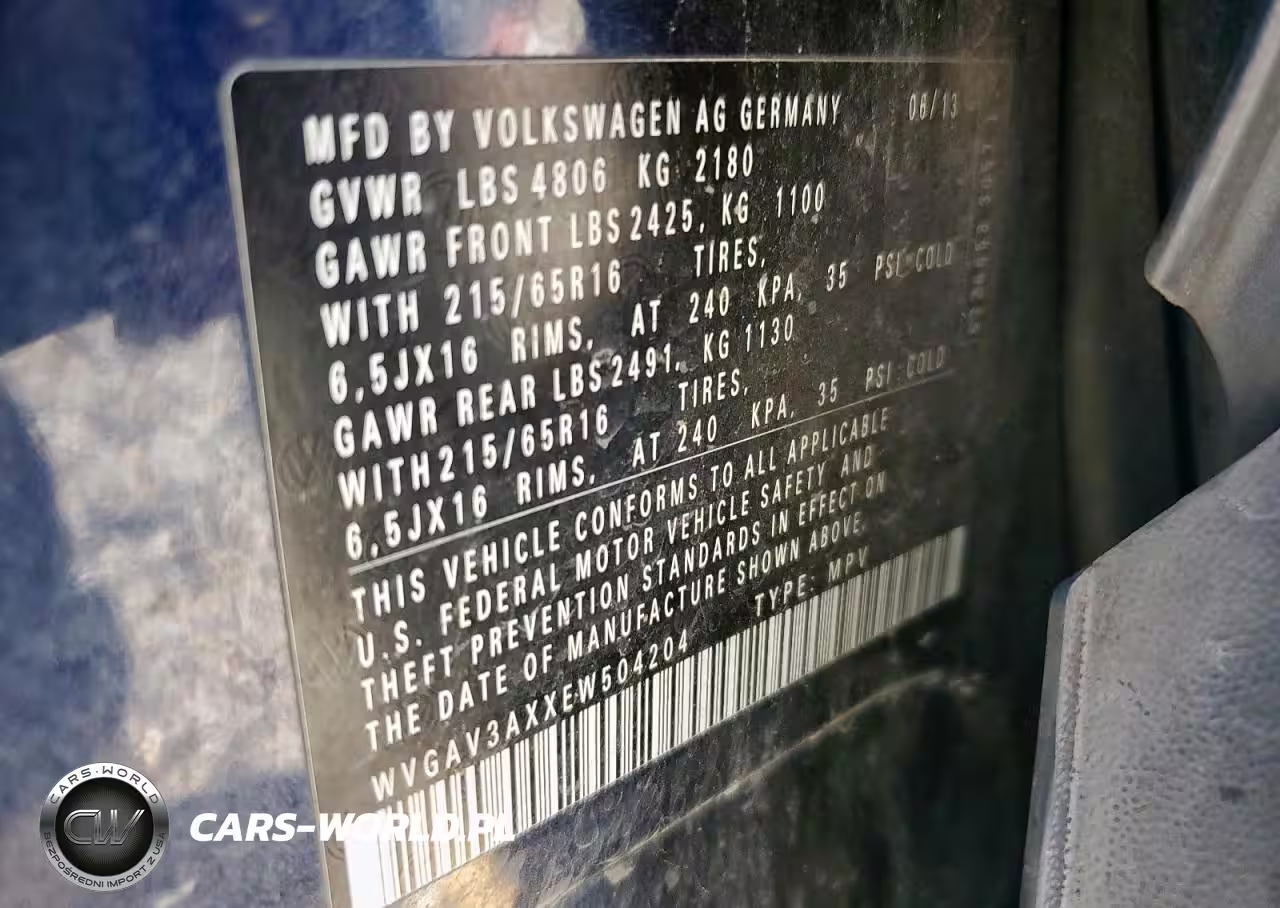 MFD BY VOLKSWAGEN AG GERMANY 06/13
GVWR LBS 4806 KG 2180
GAWR FRONT LBS 2425, KG 1100
WITH 215/65R16 TIRES,
6,5JX16 RIMS, AT 240 KPA, 35 PSI COLD
GAWR REAR LBS 2491, KG 1130
WITH 215/65R16 TIRES,
6,5JX16 RIMS, AT 240 KPA, 35 PSI COLD
THIS VEHICLE CONFORMS TO ALL APPLICABLE
U.S. FEDERAL MOTOR VEHICLE SAFETY AND
THEFT PREVENTION STANDARDS IN EFFECT ON
THE DATE OF MANUFACTURE SHOWN ABOVE.
WVGAV3AXXEW504204 TYPE: MPV
CARS-WORLD
CW
BEZPOŚREDNI IMPORT Z USA
CARS-WORLD.PL